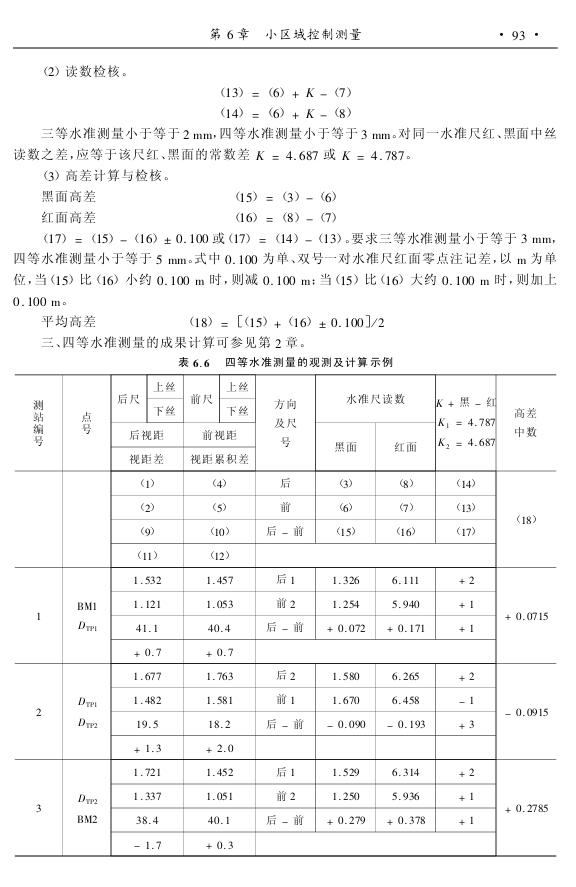 第 6 章 小区域控制测量 · 93 ·
(2) 读数检核。
(13) = (6) + K - (7)
(14) = (6) + K - (8)
三等水准测量小于等于 2 mm,四等水准测量小于等于 3 mm。对同一水准尺红、黑面中丝
读数之差,应等于该尺红、黑面的常数差 K = 4.687 或 K = 4.787。
(3) 高差计算与检核。
黑面高差 (15) = (3) - (6)
红面高差 (16) = (8) - (7)
(17) = (15) - (16) ± 0.100 或 (17) = (14) - (13)。要求三等水准测量小于等于 3 mm,
四等水准测量小于等于 5 mm。式中 0.100 为单、双号一对水准尺红面零点注记差,以 m 为单
位,当(15) 比(16) 小约 0.100 m 时,则减 0.100 m;当(15) 比(16) 大约 0.100 m 时,则加上
0.100 m。
平均高差 (18) = [(15) + (16) ± 0.100]/2
三、四等水准测量的成果计算可参见第 2 章。
表 6.6 四等水准测量的观测及计算示例
测站编号 点号 后尺 上丝 前尺 上丝 方向及尺号 水准尺读数 K + 黑 - 红 K1 = 4.787 K2 = 4.687 高差中数
下丝 下丝
后视距 前视距 黑面 红面
视距差 视距累积差
(1) (4) 后 (3) (8) (14)
(2) (5) 前 (6) (7) (13)
(9) (10) 后 - 前 (15) (16) (17) (18)
(11) (12)
1.532 1.457 后 1 1.326 6.111 + 2
1 BM1 1.121 1.053 前 2 1.254 5.940 + 1
DTP1 41.1 40.4 后 - 前 + 0.072 + 0.171 + 1 + 0.0715
+ 0.7 + 0.7
1.677 1.763 后 2 1.580 6.265 + 2
2 DTP1 1.482 1.581 前 1 1.670 6.458 - 1
DTP2 19.5 18.2 后 - 前 - 0.090 - 0.193 + 3 - 0.0915
+ 1.3 + 2.0
1.721 1.452 后 1 1.529 6.314 + 2
3 DTP2 1.337 1.051 前 2 1.250 5.936 + 1
BM2 38.4 40.1 后 - 前 + 0.279 + 0.378 + 1 + 0.2785
- 1.7 + 0.3